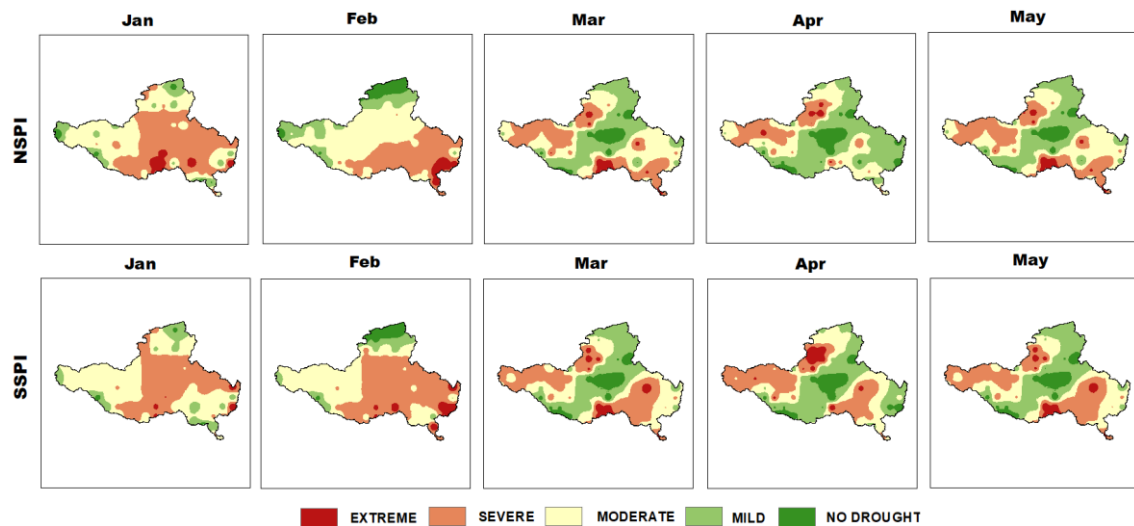 Jan Feb Mar Apr May
NSPI
Jan Feb Mar Apr May
SSPI
EXTREME SEVERE MODERATE MILD NO DROUGHT